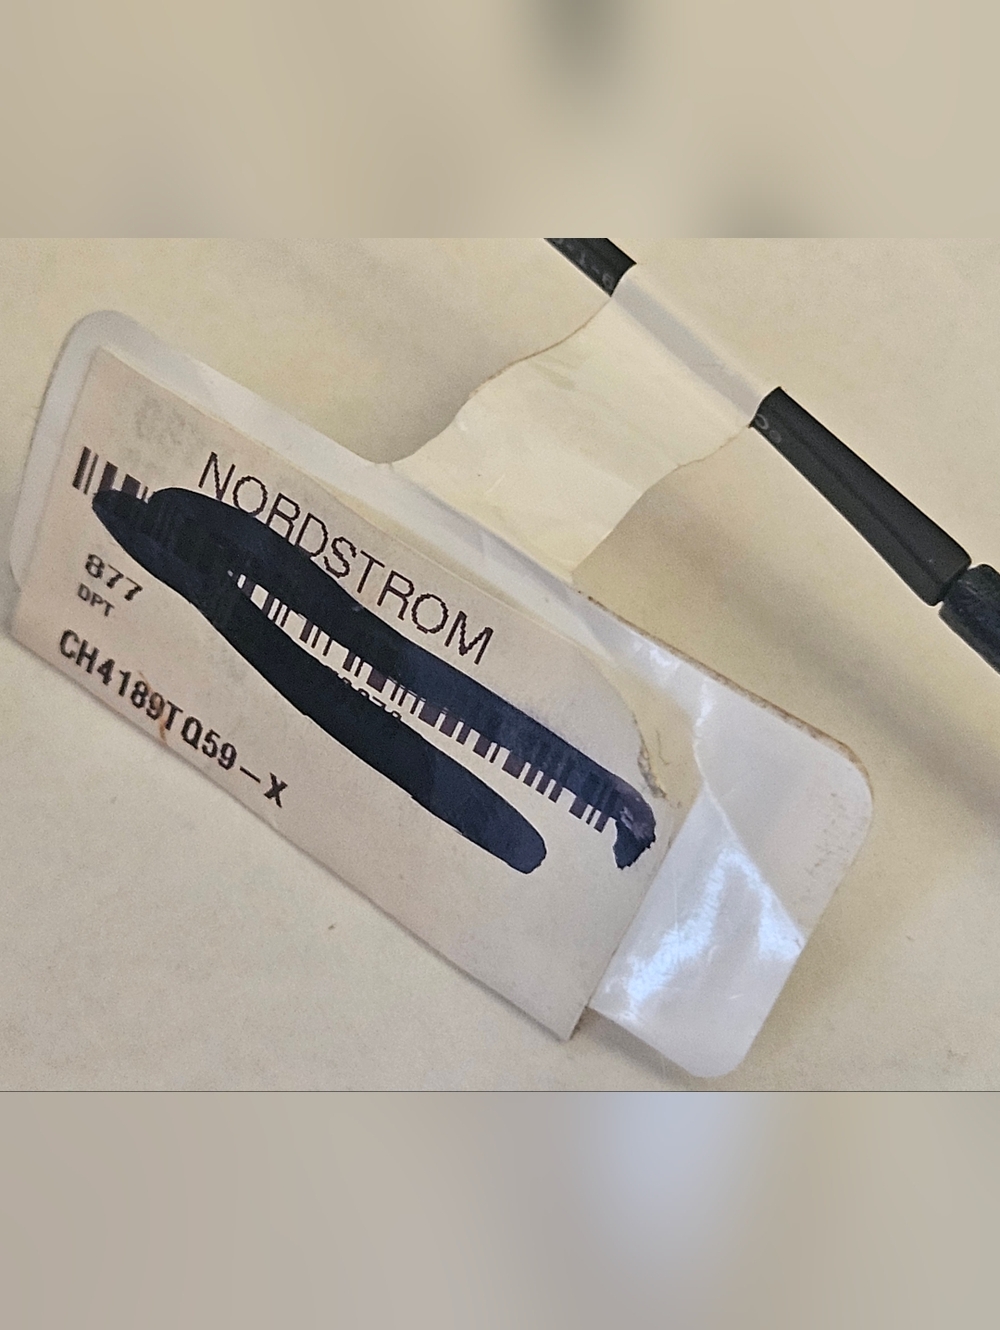 NORDSTROM
877
DPT
CH4189TQ59-X